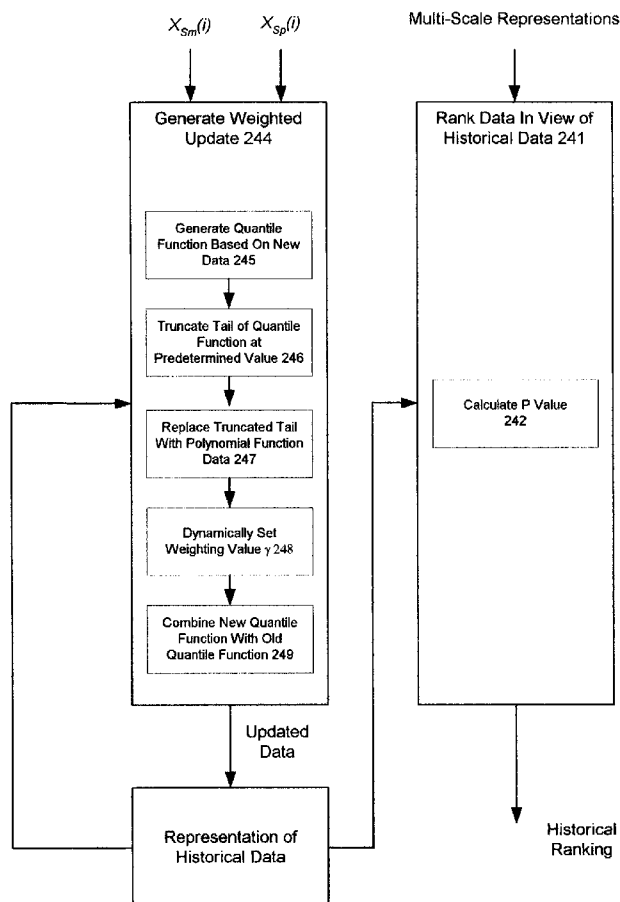 X_Sm(i)
X_Sp(i)
Multi-Scale Representations
Generate Weighted
Update 244
Generate Quantile
Function Based On New
Data 245
Truncate Tail of Quantile
Function at
Predetermined Value 246
Replace Truncated Tail
With Polynomial Function
Data 247
Dynamically Set
Weighting Value γ 248
Combine New Quantile
Function With Old
Quantile Function 249
Rank Data In View of
Historical Data 241
Calculate P Value
242
Updated
Data
Representation of
Historical Data
Historical
Ranking